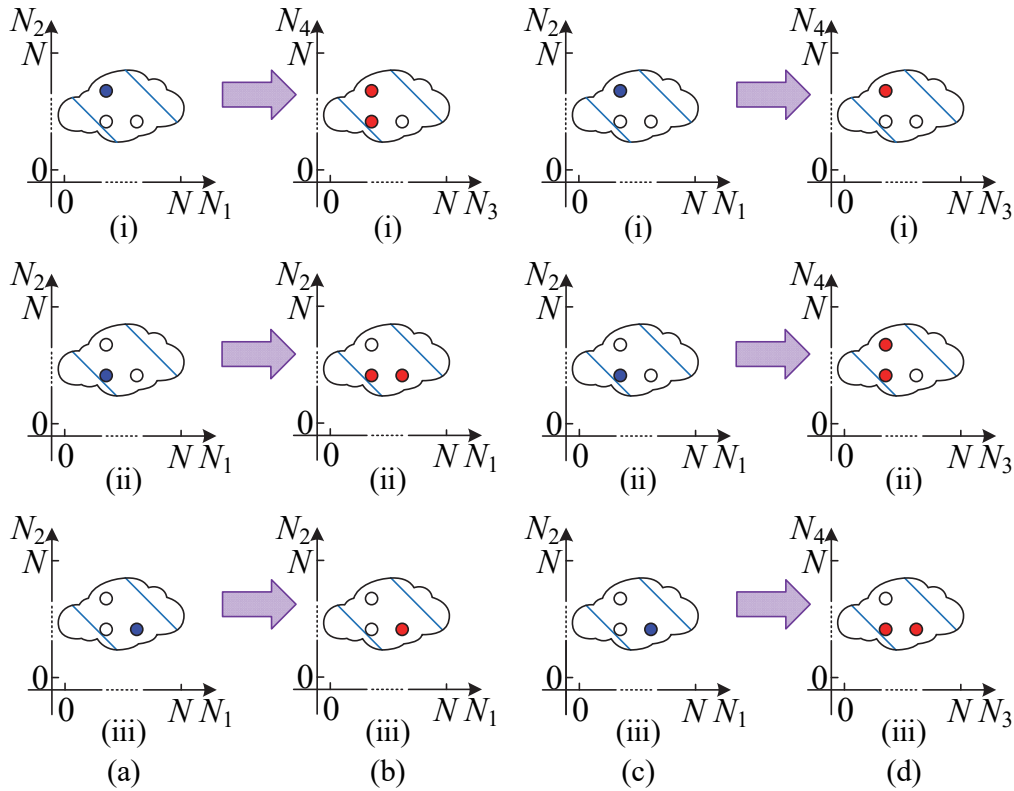 N2 N4 N2 N4
N N N N
0 0 0 0
0 N N1 0 N N3 0 N N1 0 N N3
(i) (i) (i) (i)
N2 N2 N2 N4
N N N N
0 0 0 0
0 N N1 0 N N1 0 N N1 0 N N3
(ii) (ii) (ii) (ii)
N2 N2 N2 N4
N N N N
0 0 0 0
0 N N1 0 N N1 0 N N1 0 N N3
(iii) (iii) (iii) (iii)
(a) (b) (c) (d)